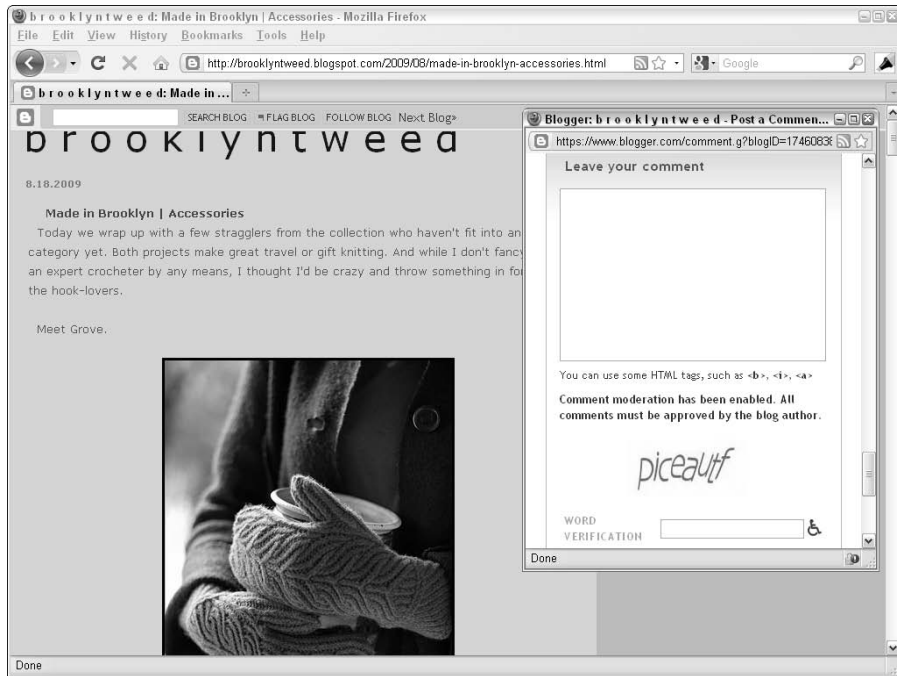 b r o o k l y n t w e e d: Made in Brooklyn | Accessories - Mozilla Firefox
File Edit View History Bookmarks Tools Help
http://brooklyntweed.blogspot.com/2009/08/made-in-brooklyn-accessories.html
Google
b r o o k l y n t w e e d: Made in ...
SEARCH BLOG FLAG BLOG FOLLOW BLOG Next Blog»
brooklyntweed
8.18.2009
Made in Brooklyn | Accessories
Today we wrap up with a few stragglers from the collection who haven't fit into an
category yet. Both projects make great travel or gift knitting. And while I don't fancy
an expert crocheter by any means, I thought I'd be crazy and throw something in for
the hook-lovers.
Meet Grove.
Done
Blogger: b r o o k l y n t w e e d - Post a Commen...
https://www.blogger.com/comment.g?blogID=1746083
Leave your comment
You can use some HTML tags, such as <b>, <i>, <a>
Comment moderation has been enabled. All
comments must be approved by the blog author.
piceautf
WORD
VERIFICATION
Done